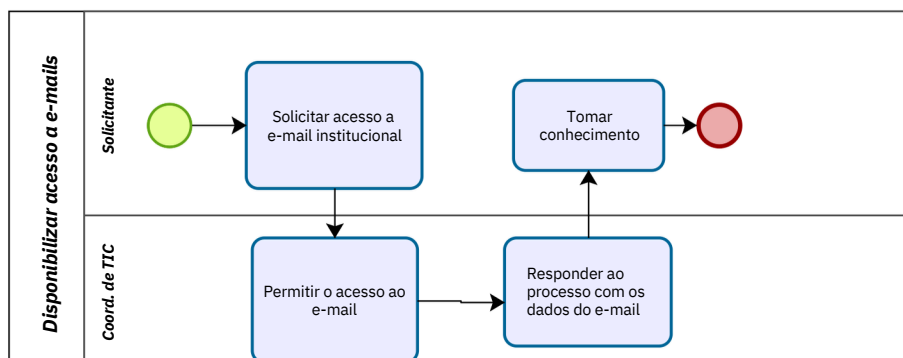 Disponibilizar acesso a e-mails
Solicitante
Solicitar acesso a
e-mail institucional
Tomar
conhecimento
Coord. de TIC
Permitir o acesso ao
e-mail
Responder ao
processo com os
dados do e-mail